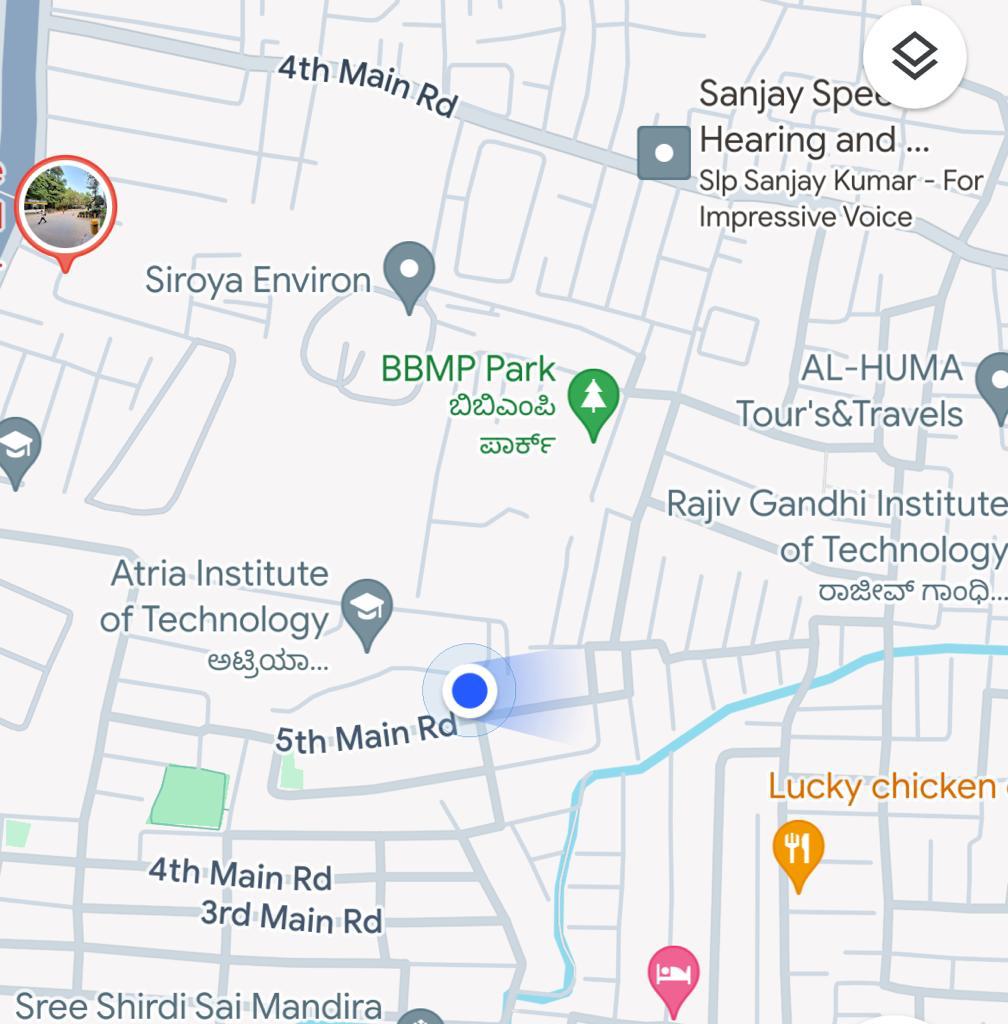 4th Main Rd
Sanjay Spee
Hearing and ...
Slp Sanjay Kumar - For
Impressive Voice
Siroya Environ
BBMP Park
ಬಿಬಿಎಂಪಿ
ಪಾರ್ಕ್
AL-HUMA
Tour's&Travels
Rajiv Gandhi Institute
of Technology
ರಾಜೀವ್ ಗಾಂಧಿ...
Atria Institute
of Technology
ಅಟ್ರಿಯಾ...
5th Main Rd
Lucky chicken
4th Main Rd
3rd Main Rd
Sree Shirdi Sai Mandira